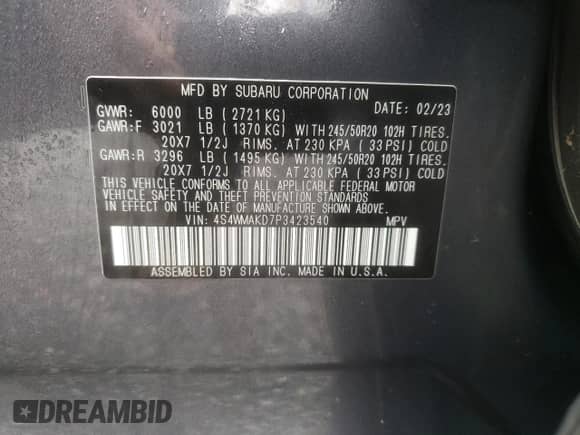 MFD BY SUBARU CORPORATION
GVWR: 6000 LB ( 2721 KG) DATE: 02/23
GAWR:F 3021 LB ( 1370 KG) WITH 245/50R20 102H TIRES.
20X7 1/2J RIMS. AT 230 KPA ( 33 PSI) COLD
GAWR:R 3296 LB ( 1495 KG) WITH 245/50R20 102H TIRES.
20X7 1/2J RIMS. AT 230 KPA ( 33 PSI) COLD
THIS VEHICLE CONFORMS TO ALL APPLICABLE FEDERAL MOTOR
VEHICLE SAFETY AND THEFT PREVENTION STANDARDS
IN EFFECT ON THE DATE OF MANUFACTURE SHOWN ABOVE.
VIN: 4S4WMAKD7P3423540 MPV
ASSEMBLED BY SIA INC. MADE IN U.S.A.
DREAMBID